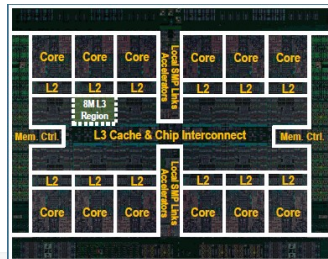 Core Core Core Core Core Core
Local SMP Links
Accelerators
L2 L2 L2 L2 L2 L2
8M L3
Region
Mem. Ctrl. L3 Cache & Chip Interconnect Mem. Ctrl.
Local SMP Links
Accelerators
L2 L2 L2 L2 L2 L2
Core Core Core Core Core Core